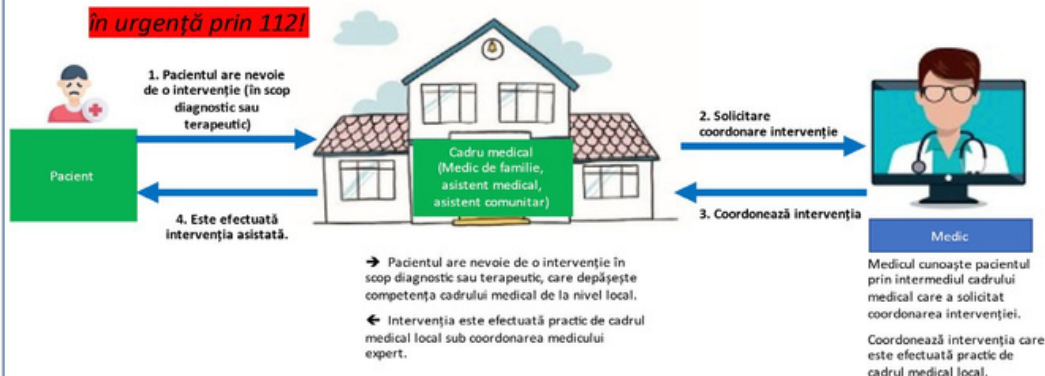 în urgență prin 112!
1. Pacientul are nevoie
de o intervenție (în scop
diagnostic sau
terapeutic)
Pacient
4. Este efectuată
intervenția asistată.
Cadru medical
(Medic de familie,
asistent medical,
asistent comunitar)
2. Solicitare
coordonare intervenție
3. Coordonează intervenția
➔ Pacientul are nevoie de o intervenție în
scop diagnostic sau terapeutic, care depășește
competența cadrului medical de la nivel local.
← Intervenția este efectuată practic de cadrul
medical local sub coordonarea medicului
expert.
Medic
Medicul cunoaște pacientul
prin intermediul cadrului
medical care a solicitat
coordonarea intervenției.
Coordonează intervenția care
este efectuată practic de
cadrul medical local.